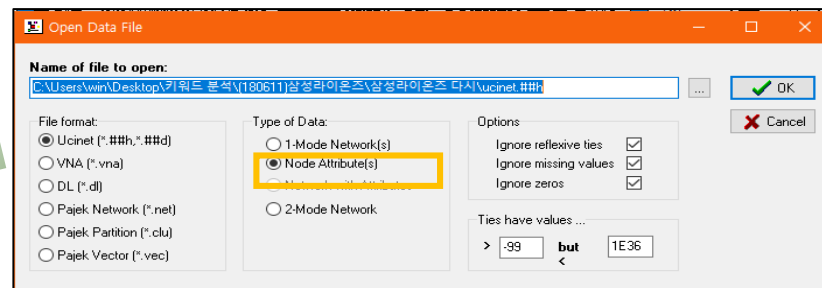 Open Data File
Name of file to open:
C:\Users\win\Desktop\키워드 분석\(180611)삼성라이온즈\삼성라이온즈 다시\ucinet.##h
...
OK
Cancel
File format:
Ucinet (*.##h,*.##d)
VNA (*.vna)
DL (*.dl)
Pajek Network (*.net)
Pajek Partition (*.clu)
Pajek Vector (*.vec)
Type of Data:
1-Mode Network(s)
Node Attribute(s)
2-Mode Network
Options
Ignore reflexive ties
Ignore missing values
Ignore zeros
Ties have values ...
> -99 but < 1E36